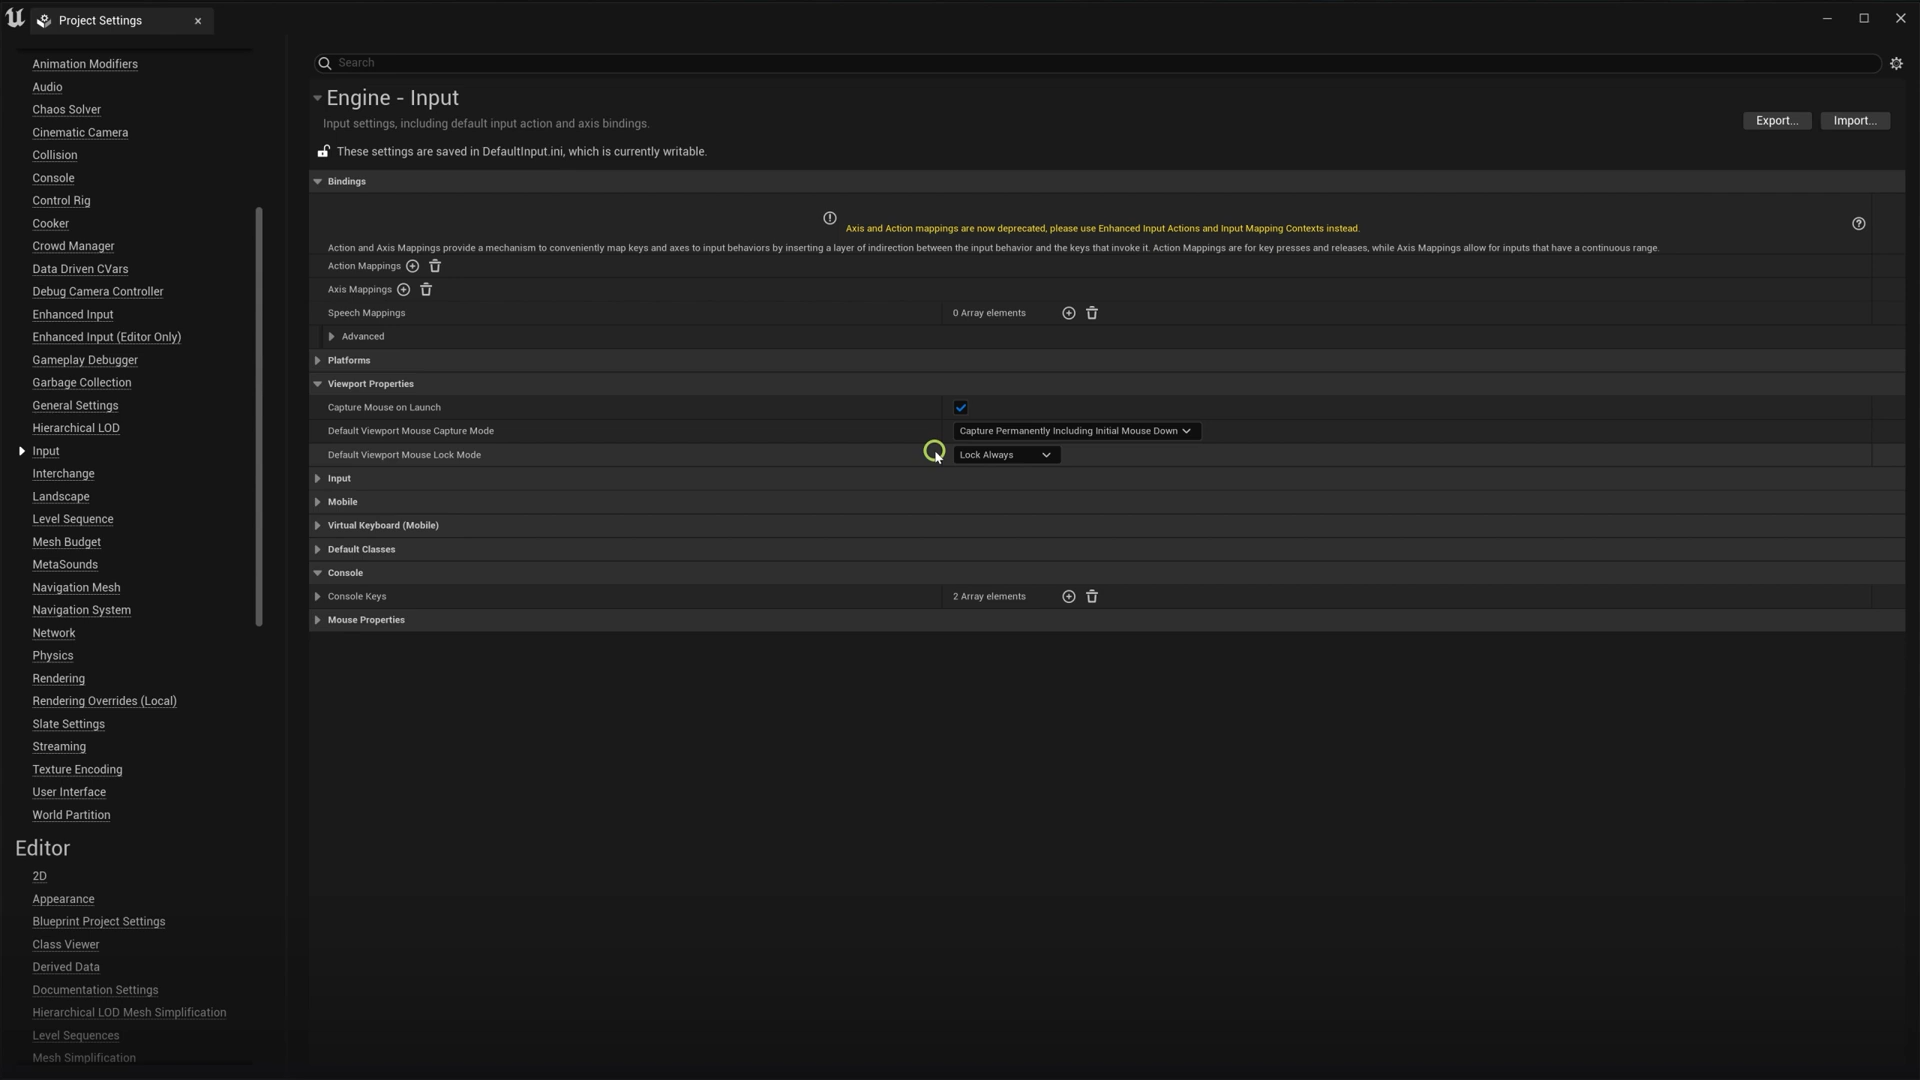 Project Settings
Animation Modifiers
Audio
Chaos Solver
Cinematic Camera
Collision
Console
Control Rig
Cooker
Crowd Manager
Data Driven CVars
Debug Camera Controller
Enhanced Input
Enhanced Input (Editor Only)
Gameplay Debugger
Garbage Collection
General Settings
Hierarchical LOD
Input
Interchange
Landscape
Level Sequence
Mesh Budget
MetaSounds
Navigation Mesh
Navigation System
Network
Physics
Rendering
Rendering Overrides (Local)
Slate Settings
Streaming
Texture Encoding
User Interface
World Partition
Editor
2D
Appearance
Blueprint Project Settings
Class Viewer
Derived Data
Documentation Settings
Hierarchical LOD Mesh Simplification
Level Sequences
Mesh Simplification
Search
Engine - Input
Input settings, including default input action and axis bindings.
Export...
Import...
These settings are saved in DefaultInput.ini, which is currently writable.
Bindings
Axis and Action mappings are now deprecated, please use Enhanced Input Actions and Input Mapping Contexts instead.
Action and Axis Mappings provide a mechanism to conveniently map keys and axes to input behaviors by inserting a layer of indirection between the input behavior and the keys that invoke it. Action Mappings are for key presses and releases, while Axis Mappings allow for inputs that have a continuous range.
Action Mappings
Axis Mappings
Speech Mappings
0 Array elements
Advanced
Platforms
Viewport Properties
Capture Mouse on Launch
Default Viewport Mouse Capture Mode
Capture Permanently Including Initial Mouse Down
Default Viewport Mouse Lock Mode
Lock Always
Input
Mobile
Virtual Keyboard (Mobile)
Default Classes
Console
Console Keys
2 Array elements
Mouse Properties